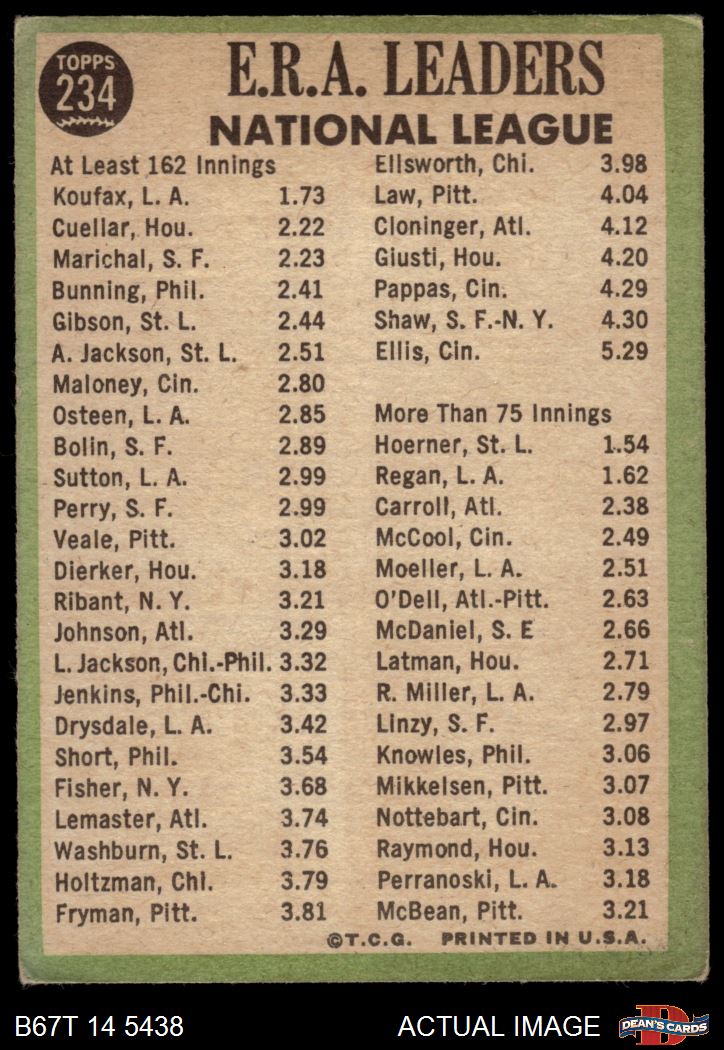 TOPPS
234
E.R.A. LEADERS
NATIONAL LEAGUE
At Least 162 Innings
Koufax, L. A. 1.73
Cuellar, Hou. 2.22
Marichal, S. F. 2.23
Bunning, Phil. 2.41
Gibson, St. L. 2.44
A. Jackson, St. L. 2.51
Maloney, Cin. 2.80
Osteen, L. A. 2.85
Bolin, S. F. 2.89
Sutton, L. A. 2.99
Perry, S. F. 2.99
Veale, Pitt. 3.02
Dierker, Hou. 3.18
Ribant, N. Y. 3.21
Johnson, Atl. 3.29
L. Jackson, Chi.-Phil. 3.32
Jenkins, Phil.-Chi. 3.33
Drysdale, L. A. 3.42
Short, Phil. 3.54
Fisher, N. Y. 3.68
Lemaster, Atl. 3.74
Washburn, St. L. 3.76
Holtzman, Chi. 3.79
Fryman, Pitt. 3.81
Ellsworth, Chi. 3.98
Law, Pitt. 4.04
Cloninger, Atl. 4.12
Giusti, Hou. 4.20
Pappas, Cin. 4.29
Shaw, S. F.-N. Y. 4.30
Ellis, Cin. 5.29
More Than 75 Innings
Hoerner, St. L. 1.54
Regan, L. A. 1.62
Carroll, Atl. 2.38
McCool, Cin. 2.49
Moeller, L. A. 2.51
O'Dell, Atl.-Pitt. 2.63
McDaniel, S. E 2.66
Latman, Hou. 2.71
R. Miller, L. A. 2.79
Linzy, S. F. 2.97
Knowles, Phil. 3.06
Mikkelsen, Pitt. 3.07
Nottebart, Cin. 3.08
Raymond, Hou. 3.13
Perranoski, L. A. 3.18
McBean, Pitt. 3.21
©T.C.G. PRINTED IN U.S.A.
B67T 14 5438 ACTUAL IMAGE
D
DEAN'S CARDS